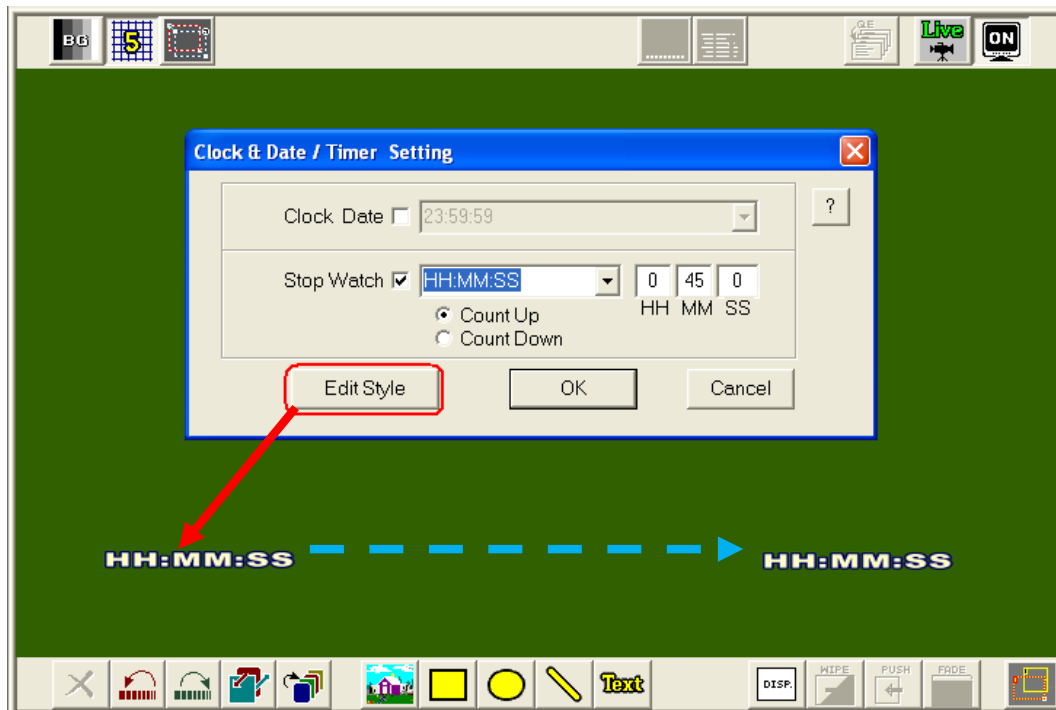 BG 5 QE Live ON
Clock & Date / Timer Setting
Clock Date 23:59:59 ?
Stop Watch HH:MM:SS 0 45 0
HH MM SS
Count Up
Count Down
Edit Style OK Cancel
HH:MM:SS HH:MM:SS
Text DISP. WIPE PUSH FADE